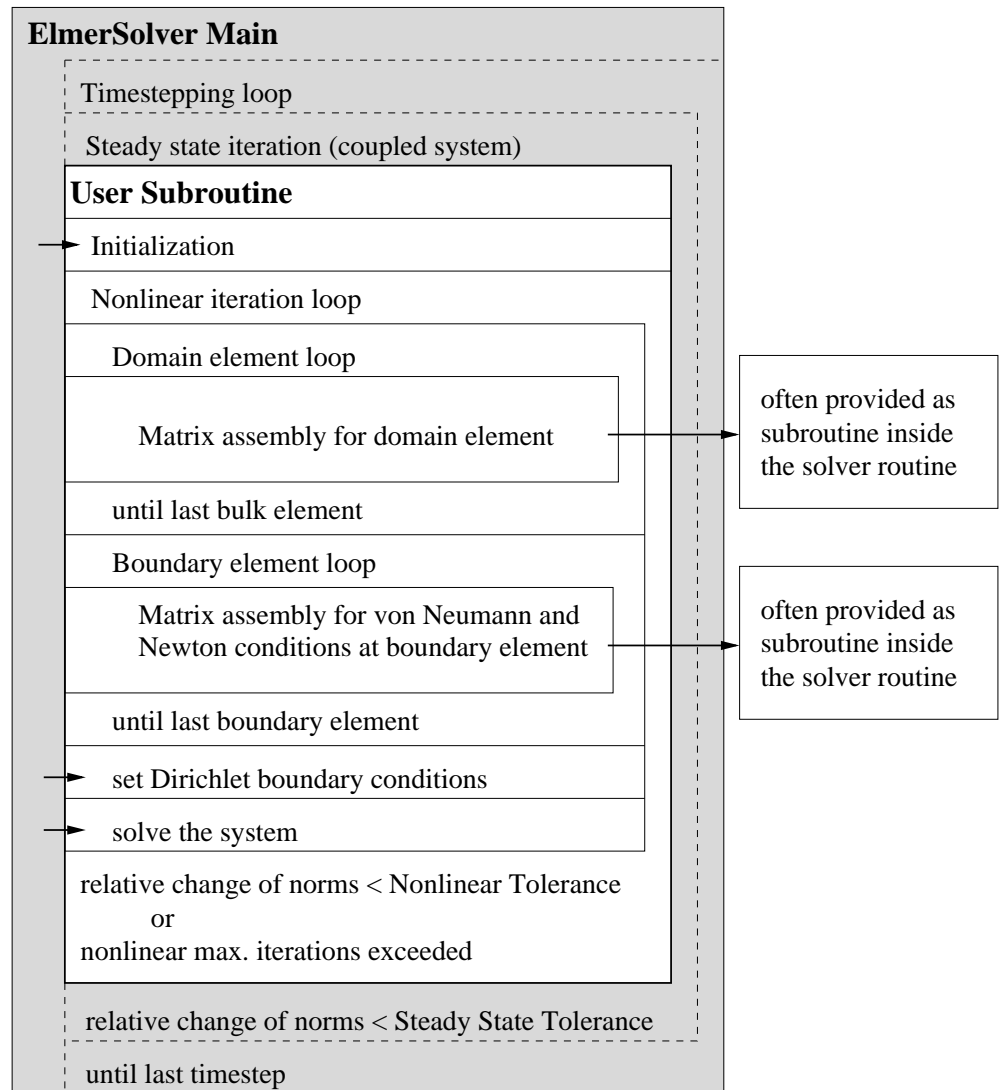 ElmerSolver Main
Timestepping loop
Steady state iteration (coupled system)
User Subroutine
Initialization
Nonlinear iteration loop
Domain element loop
Matrix assembly for domain element
often provided as
subroutine inside
the solver routine
until last bulk element
Boundary element loop
Matrix assembly for von Neumann and
Newton conditions at boundary element
often provided as
subroutine inside
the solver routine
until last boundary element
set Dirichlet boundary conditions
solve the system
relative change of norms < Nonlinear Tolerance
or
nonlinear max. iterations exceeded
relative change of norms < Steady State Tolerance
until last timestep